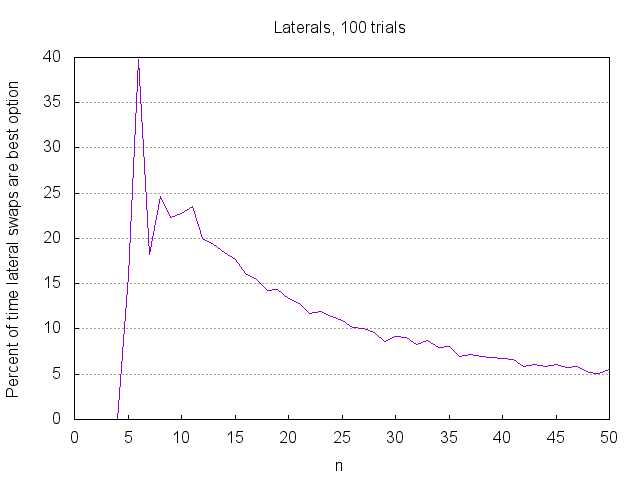 Laterals, 100 trials
Percent of time lateral swaps are best option
40
35
30
25
20
15
10
5
0
0 5 10 15 20 25 30 35 40 45 50
n